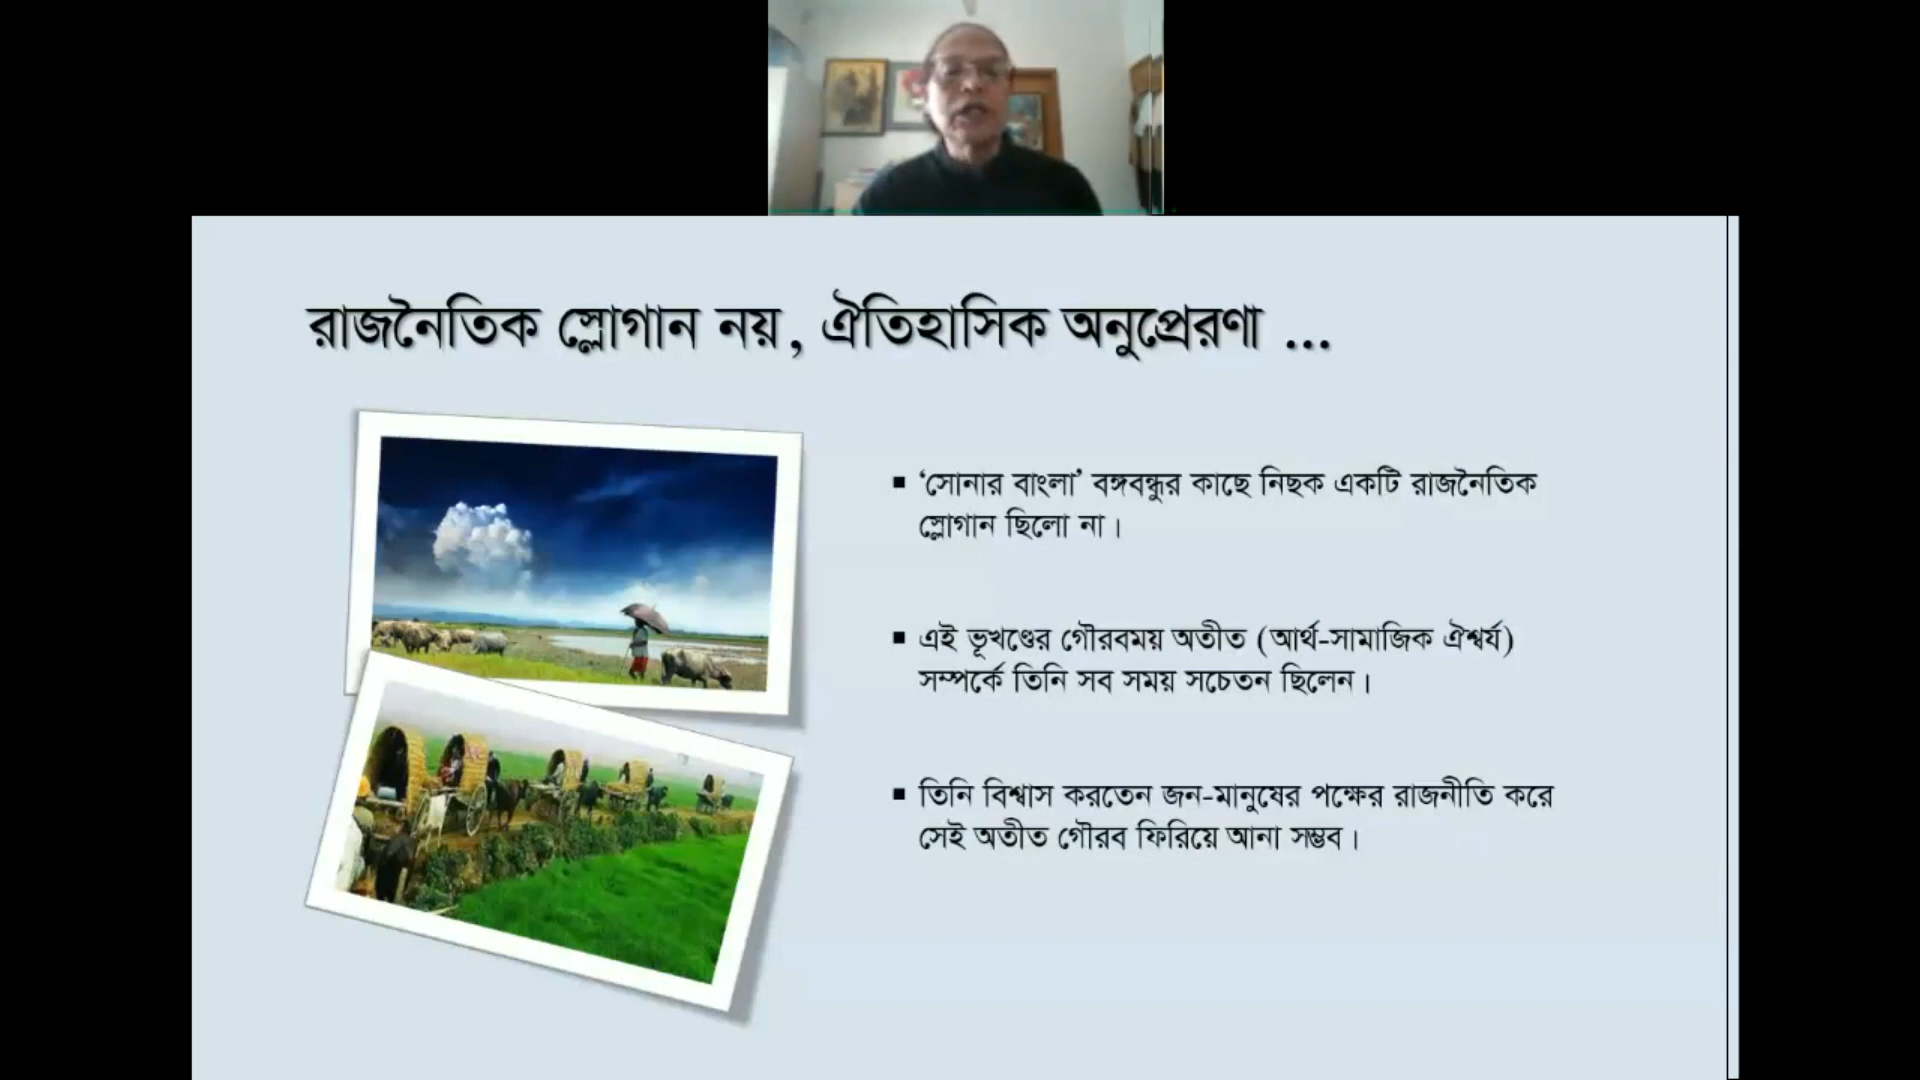 রাজনৈতিক স্লোগান নয়, ঐতিহাসিক অনুপ্রেরণা ...
▪ ‘সোনার বাংলা’ বঙ্গবন্ধুর কাছে নিছক একটি রাজনৈতিক
স্লোগান ছিলো না।
▪ এই ভূখণ্ডের গৌরবময় অতীত (আর্থ-সামাজিক ঐশ্বর্য)
সম্পর্কে তিনি সব সময় সচেতন ছিলেন।
▪ তিনি বিশ্বাস করতেন জন-মানুষের পক্ষের রাজনীতি করে
সেই অতীত গৌরব ফিরিয়ে আনা সম্ভব।